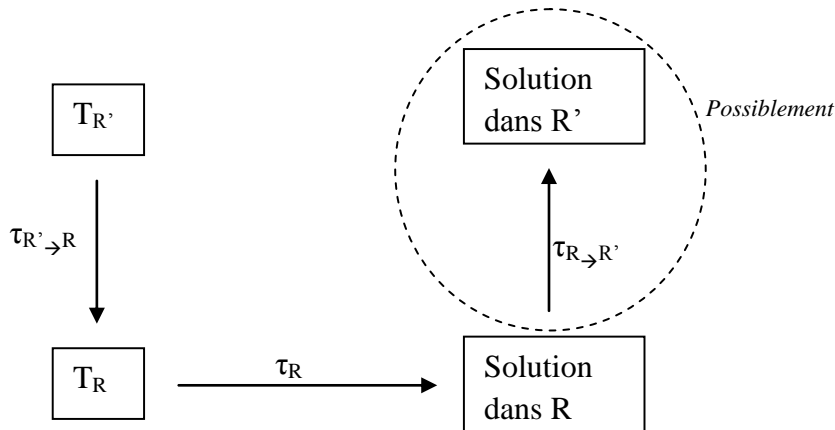 T_R'
Solution
dans R'
Possiblement
τ_R'→R
τ_R→R'
T_R
τ_R
Solution
dans R